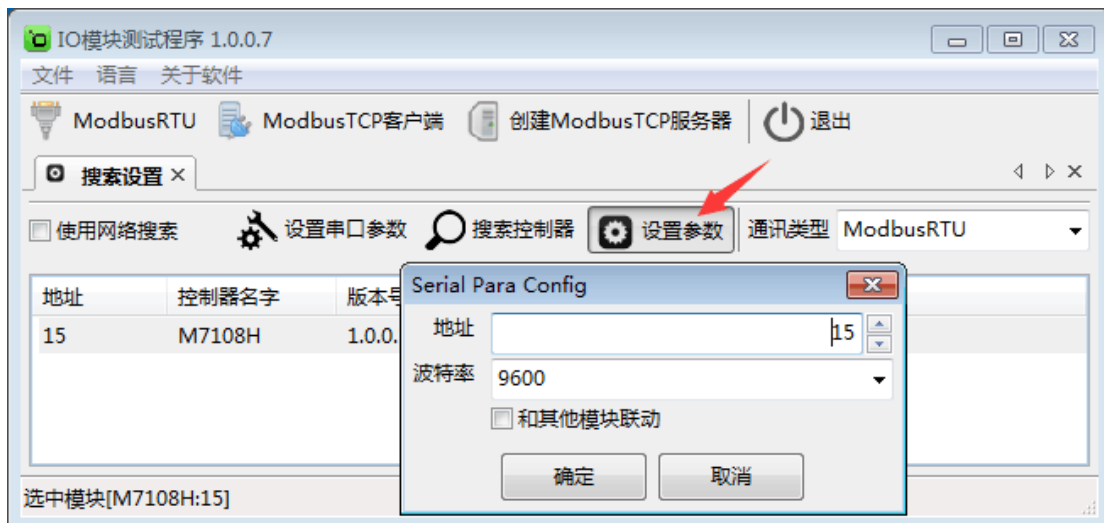 IO模块测试程序 1.0.0.7
文件 语言 关于软件
ModbusRTU ModbusTCP客户端 创建ModbusTCP服务器 退出
搜索设置
使用网络搜索 设置串口参数 搜索控制器 设置参数 通讯类型 ModbusRTU
地址 控制器名字 版本号
15 M7108H 1.0.0.
Serial Para Config
地址 15
波特率 9600
和其他模块联动
确定 取消
选中模块[M7108H:15]